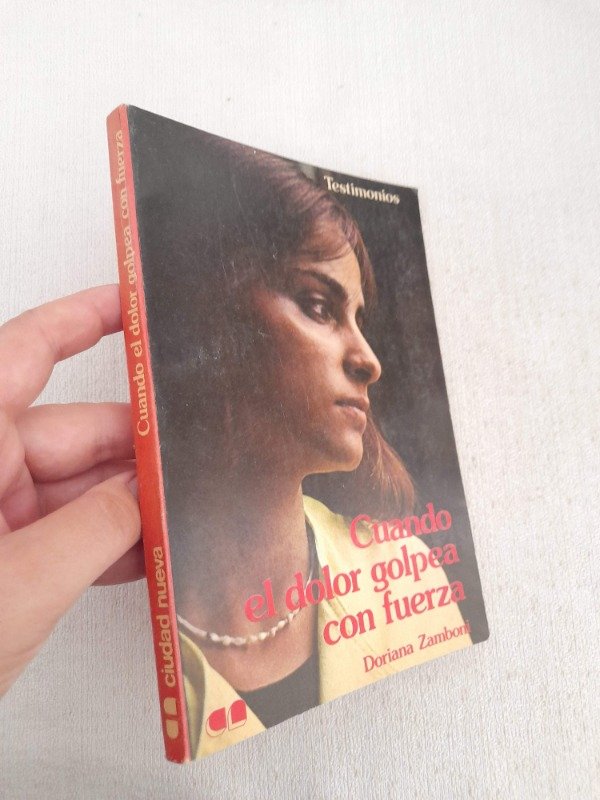 Testimonios
Cuando
el dolor golpea
con fuerza
Doriana Zamboni
Cuando el dolor golpea con fuerza
ciudad nueva